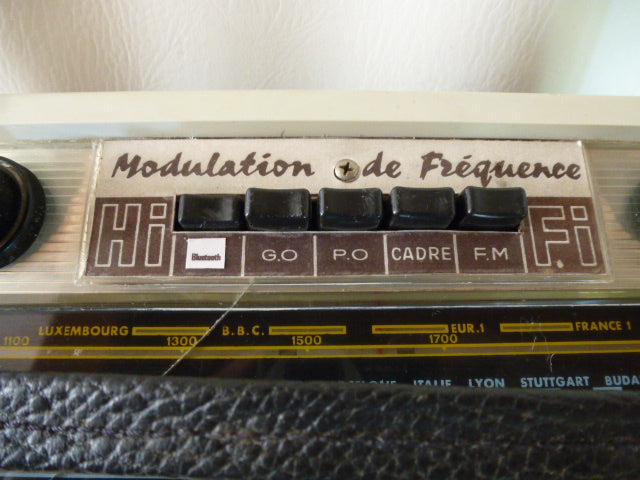 Modulation de Fréquence
Hi Fi
Bluetooth G.O P.O CADRE F.M
LUXEMBOURG B.B.C. EUR.1 FRANCE 1
1100 1300 1500 1700
ITALIE LYON STUTTGART BUDA